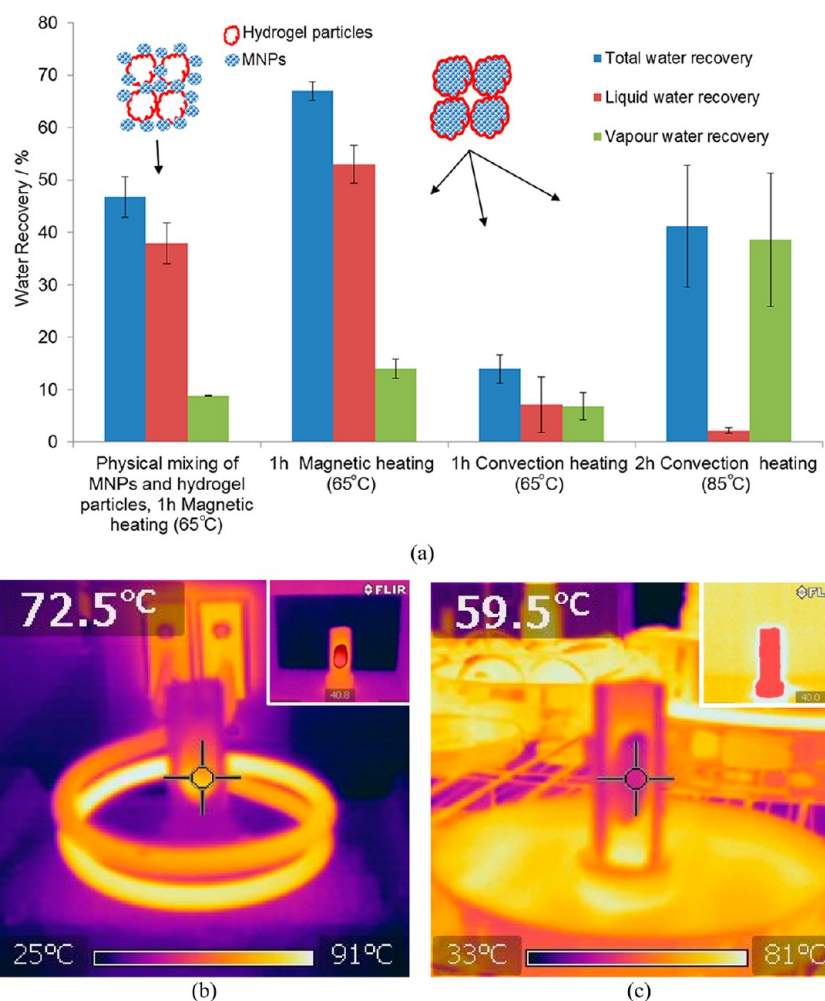 80
70
60
50
40
30
20
10
0
Water Recovery / %
Hydrogel particles
MNPs
Total water recovery
Liquid water recovery
Vapour water recovery
Physical mixing of
MNPs and hydrogel
particles, 1h Magnetic
heating (65°C)
1h Magnetic heating
(65°C)
1h Convection heating
(65°C)
2h Convection heating
(85°C)
(a)
72.5°C
FLIR
40.8
25°C
91°C
(b)
59.5°C
FL
40.0
33°C
81°C
(c)